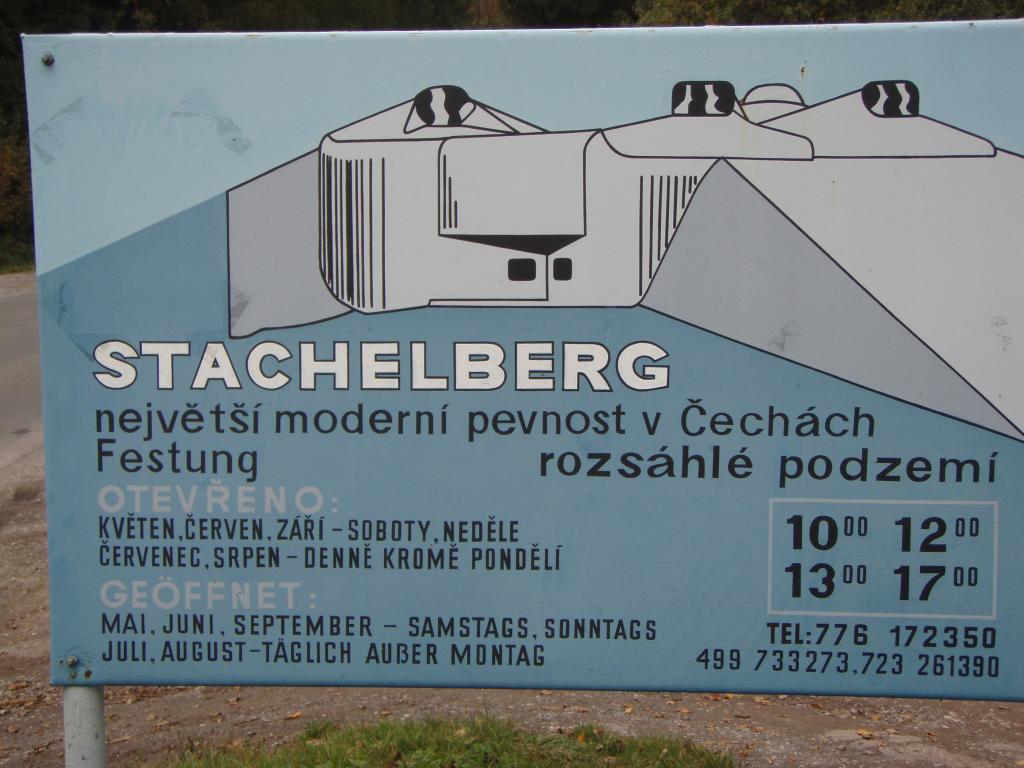 STACHELBERG
největší moderní pevnost v Čechách
Festung rozsáhlé podzemí
OTEVŘENO:
KVĚTEN,ČERVEN,ZÁŘÍ – SOBOTY,NEDĚLE
ČERVENEC,SRPEN – DENNĚ KROMĚ PONDĚLÍ
10⁰⁰ 12⁰⁰
13⁰⁰ 17⁰⁰
GEÖFFNET:
MAI, JUNI, SEPTEMBER – SAMSTAGS, SONNTAGS
JULI, AUGUST–TÄGLICH AUßER MONTAG
TEL:776 172350
499 733273,723 261390